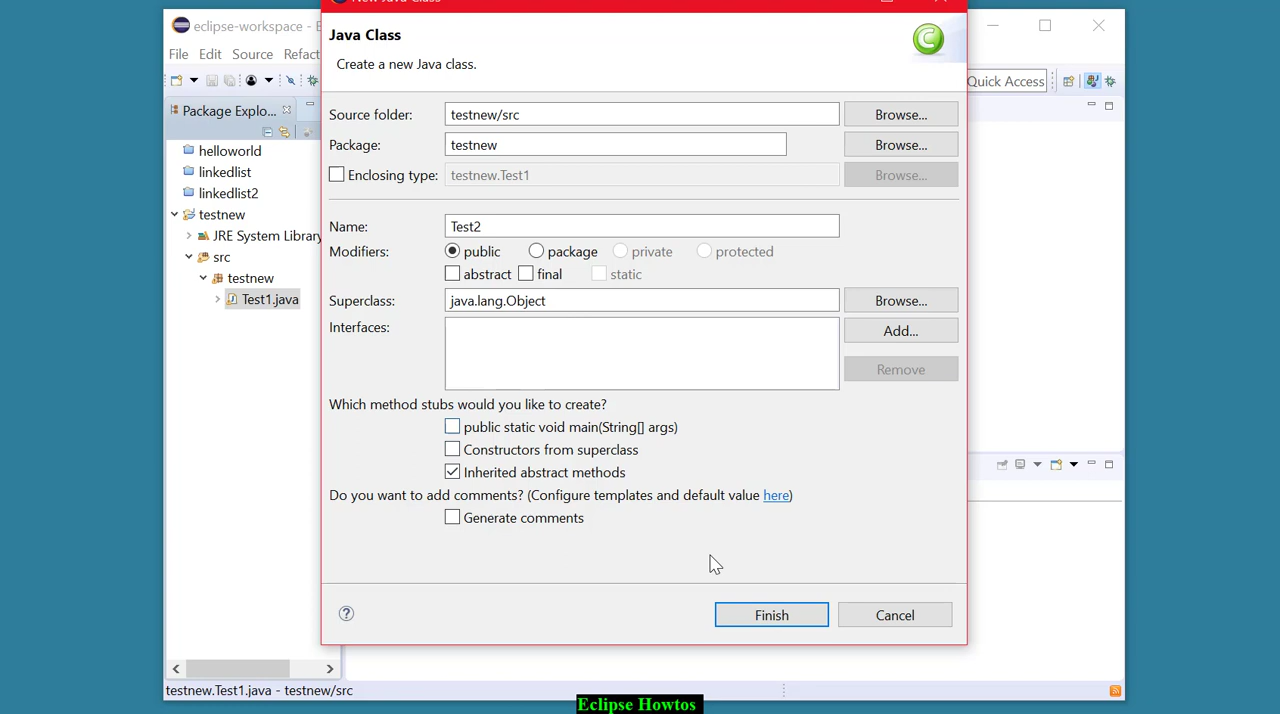 eclipse-workspace - E
File Edit Source Refact
Quick Access
Package Explo...
helloworld
linkedlist
linkedlist2
testnew
JRE System Library
src
testnew
Test1.java
New Java Class
Java Class
Create a new Java class.
Source folder: testnew/src Browse...
Package: testnew Browse...
Enclosing type: testnew.Test1 Browse...
Name: Test2
Modifiers: public package private protected
abstract final static
Superclass: java.lang.Object Browse...
Interfaces: Add...
Remove
Which method stubs would you like to create?
public static void main(String[] args)
Constructors from superclass
Inherited abstract methods
Do you want to add comments? (Configure templates and default value here)
Generate comments
Finish Cancel
testnew.Test1.java - testnew/src
Eclipse Howtos